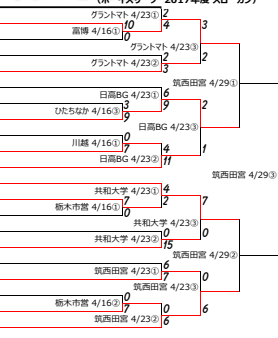 (ボーイズリーグ 2017年度 スローガン)
グラントマト 4/23① 2
10 4 3
富博 4/16①
0
グラントマト 4/23③
グラントマト 4/23② 2 2
3
筑西田宮 4/29①
日高BG 4/23① 6
3 9 2
ひたちなか 4/16③
9
日高BG 4/23③
川越 4/16① 0
7 4 1
日高BG 4/23② 11
筑西田宮 4/29③
共和大学 4/23① 4
7 2 7
栃木市営 4/16①
0
共和大学 4/23③
共和大学 4/23② 0 0
15
筑西田宮 4/29②
筑西田宮 4/23① 6
7 0
筑西田宮 4/23③
栃木市営 4/16② 0
7 0 6
筑西田宮 4/23② 6